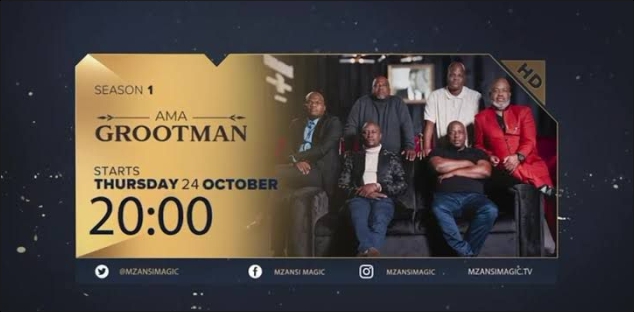 SEASON 1
AMA
GROOTMAN
STARTS
THURSDAY 24 OCTOBER
20:00
HD
@MZANSIMAGIC
MZANSI MAGIC
MZANSIMAGIC
MZANSIMAGIC.TV